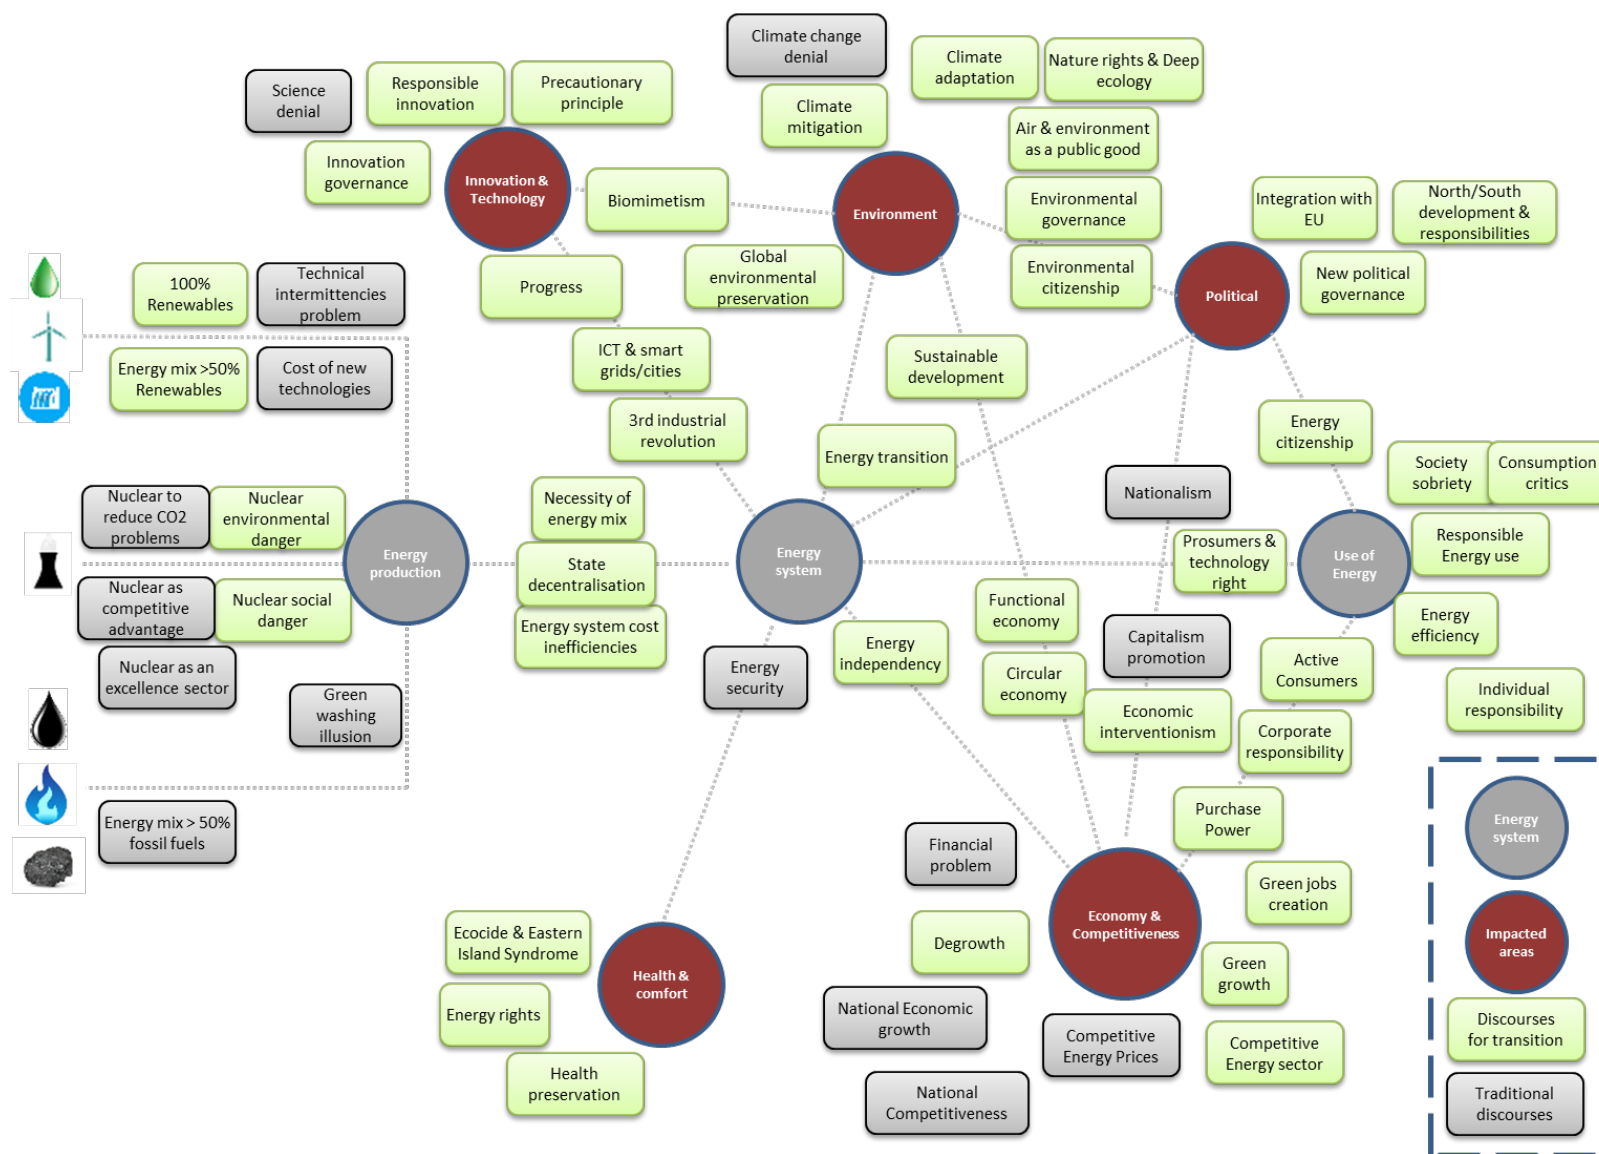 Climate change
denial
Climate
adaptation
Nature rights & Deep
ecology
Science
denial
Responsible
innovation
Precautionary
principle
Climate
mitigation
Air & environment
as a public good
Innovation
governance
Innovation &
Technology
Biomimetism
Environment
Environmental
governance
Integration with
EU
North/South
development &
responsibilities
Global
environmental
preservation
Environmental
citizenship
Political
New political
governance
100%
Renewables
Technical
intermittencies
problem
Progress
Energy mix >50%
Renewables
Cost of new
technologies
ICT & smart
grids/cities
Sustainable
development
3rd industrial
revolution
Energy transition
Energy
citizenship
Society
sobriety
Consumption
critics
Nationalism
Nuclear to
reduce CO2
problems
Nuclear
environmental
danger
Necessity of
energy mix
Energy
production
State
decentralisation
Energy
system
Prosumers &
technology
right
Use of
Energy
Responsible
Energy use
Nuclear as
competitive
advantage
Nuclear social
danger
Energy system cost
inefficiencies
Functional
economy
Energy
efficiency
Nuclear as an
excellence sector
Green
washing
illusion
Energy
security
Energy
independency
Circular
economy
Capitalism
promotion
Active
Consumers
Individual
responsibility
Economic
interventionism
Corporate
responsibility
Energy mix > 50%
fossil fuels
Purchase
Power
Financial
problem
Green jobs
creation
Energy
system
Ecocide & Eastern
Island Syndrome
Degrowth
Economy &
Competitiveness
Impacted
areas
Health &
comfort
Green
growth
Energy rights
National Economic
growth
Competitive
Energy Prices
Competitive
Energy sector
Discourses
for transition
Health
preservation
National
Competitiveness
Traditional
discourses